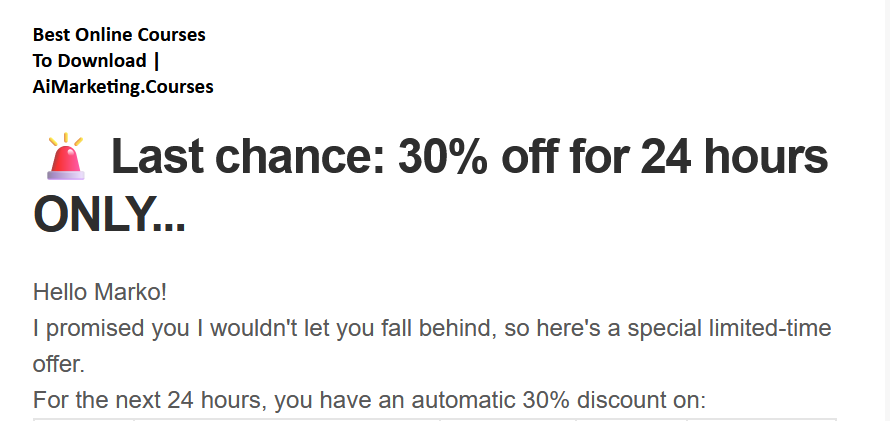 Best Online Courses
To Download |
AiMarketing.Courses
🚨 Last chance: 30% off for 24 hours
ONLY...
Hello Marko!
I promised you I wouldn't let you fall behind, so here's a special limited-time
offer.
For the next 24 hours, you have an automatic 30% discount on: